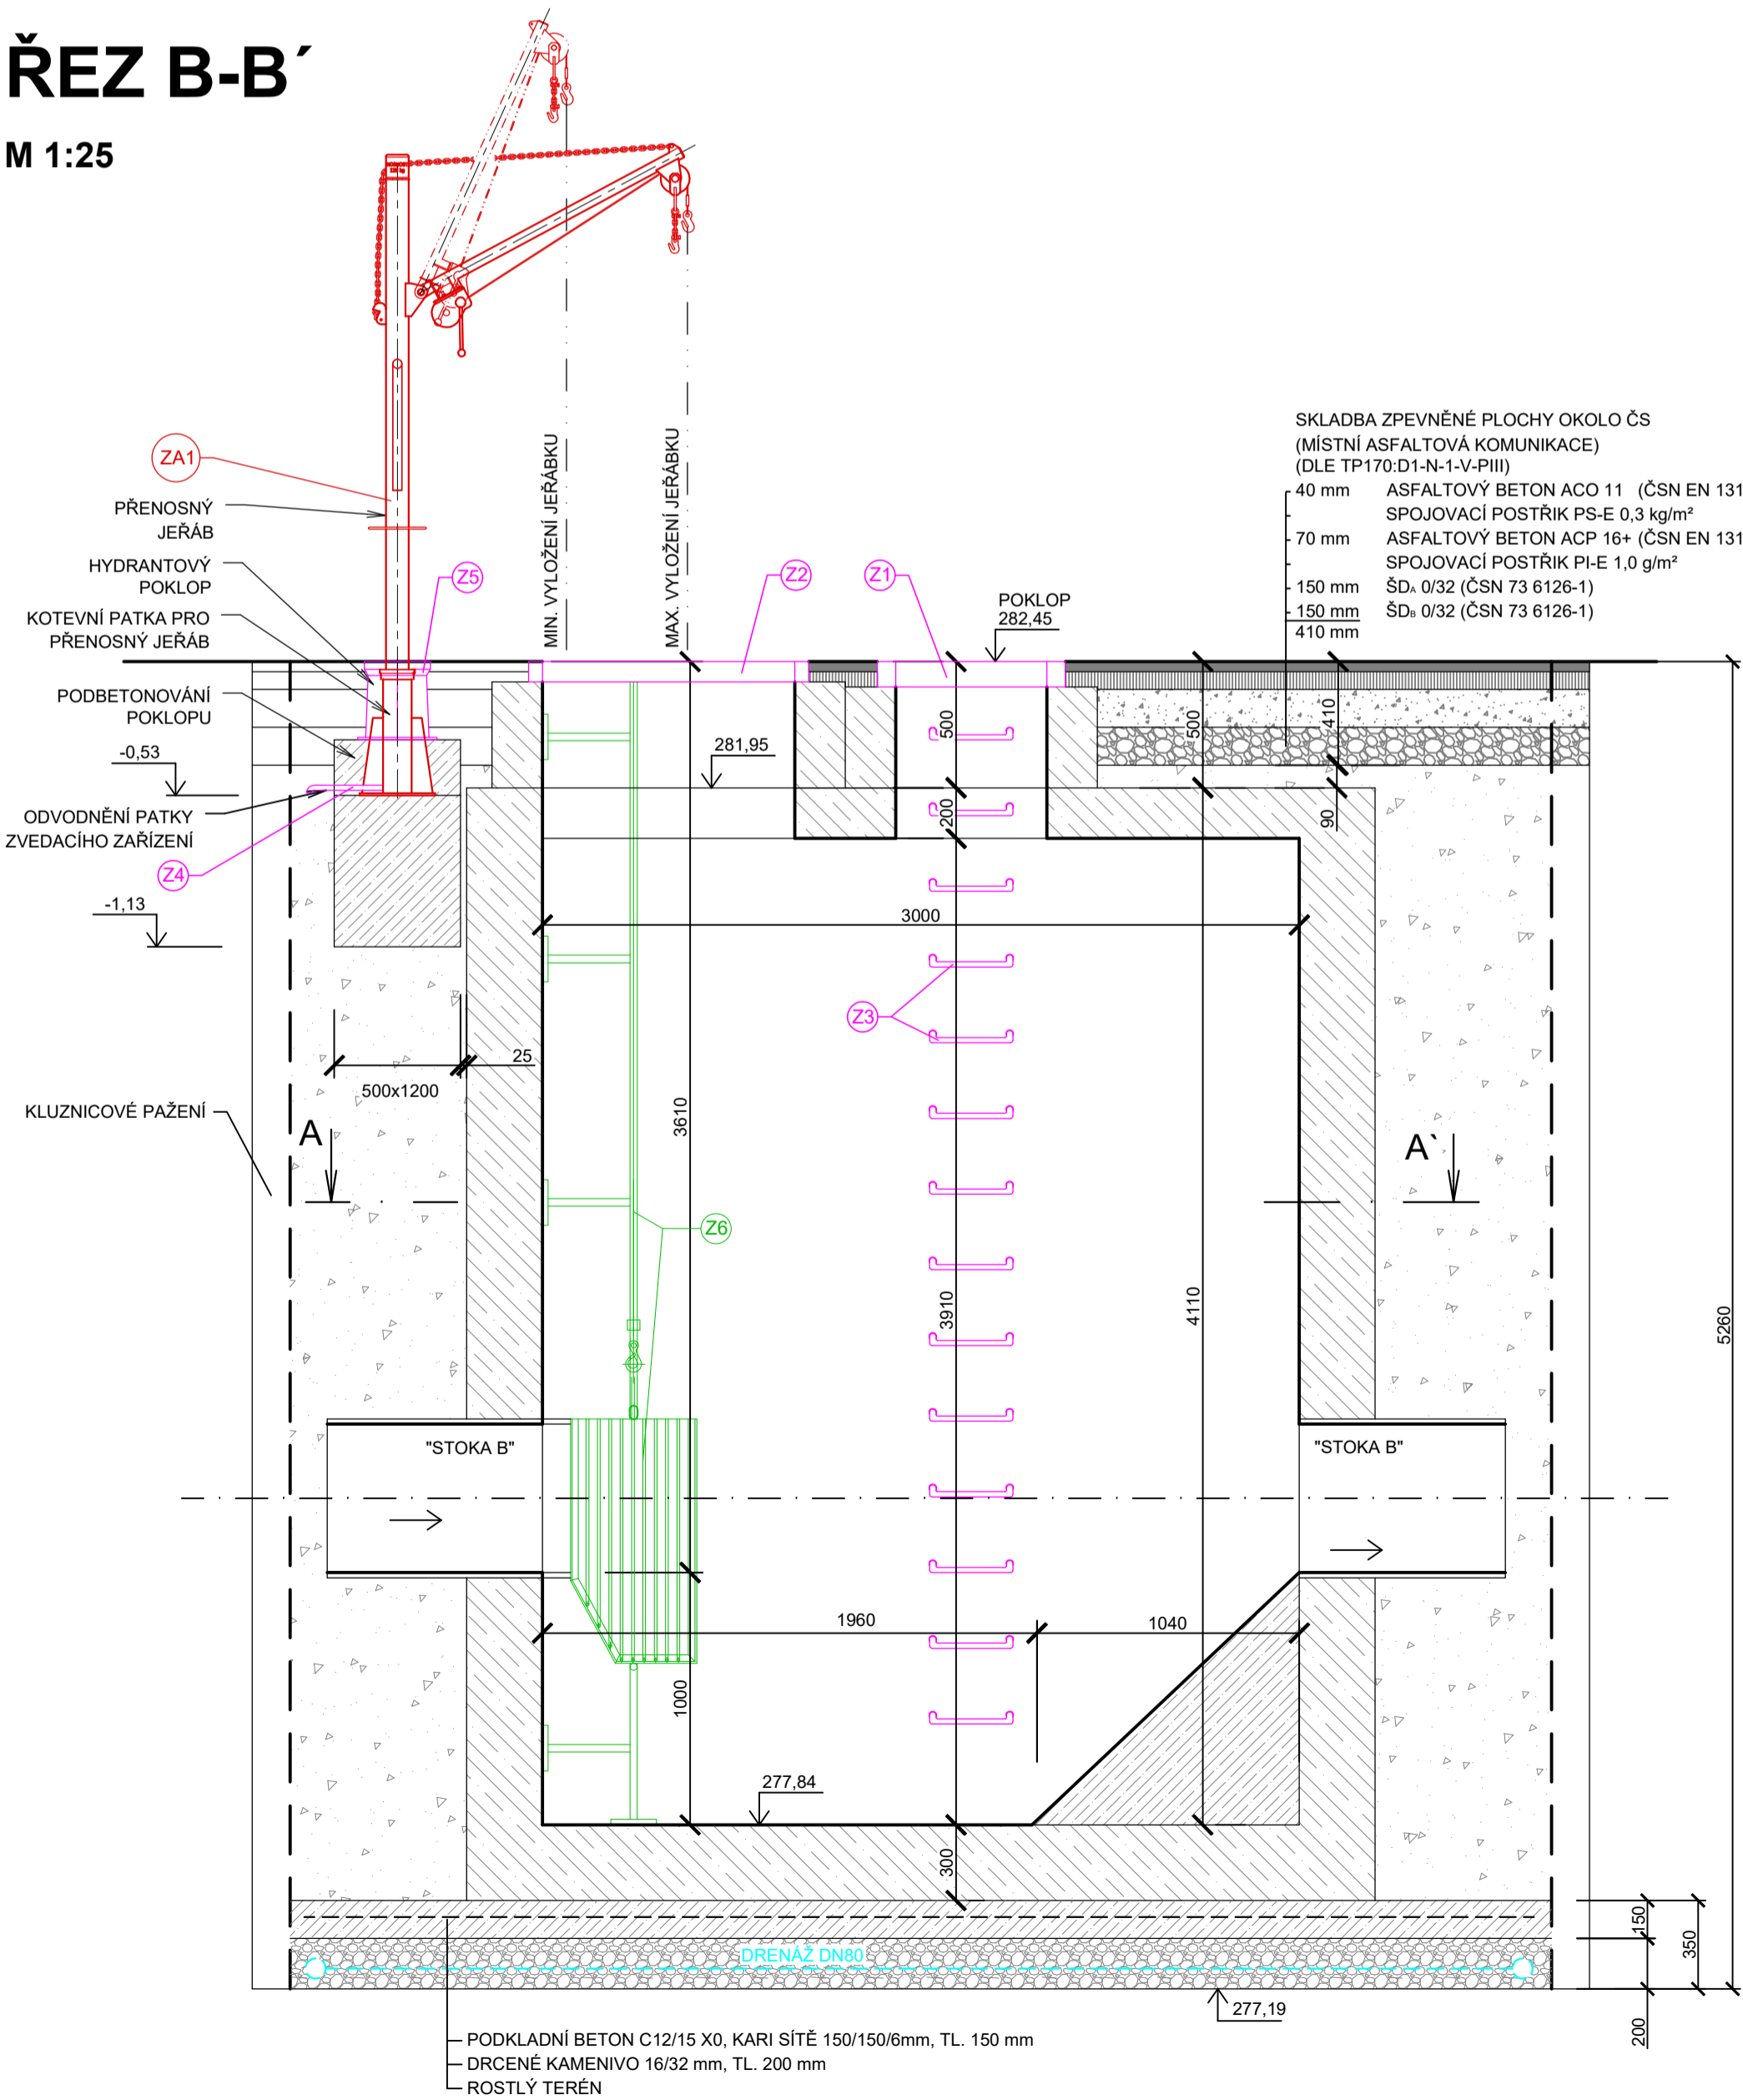 ŘEZ B-B´
M 1:25
ZA1
PŘENOSNÝ
JEŘÁB
HYDRANTOVÝ
POKLOP
KOTEVNÍ PATKA PRO
PŘENOSNÝ JEŘÁB
PODBETONOVÁNÍ
POKLOPU
-0,53
ODVODNĚNÍ PATKY
ZVEDACÍHO ZAŘÍZENÍ
Z4
-1,13
Z5
MIN. VYLOŽENÍ JEŘÁBKU
MAX. VYLOŽENÍ JEŘÁBKU
Z2
Z1
POKLOP
282,45
SKLADBA ZPEVNĚNÉ PLOCHY OKOLO ČS
(MÍSTNÍ ASFALTOVÁ KOMUNIKACE)
(DLE TP170:D1-N-1-V-PIII)
40 mm ASFALTOVÝ BETON ACO 11 (ČSN EN 131
SPOJOVACÍ POSTŘIK PS-E 0,3 kg/m²
70 mm ASFALTOVÝ BETON ACP 16+ (ČSN EN 131
SPOJOVACÍ POSTŘIK PI-E 1,0 g/m²
150 mm ŠDA 0/32 (ČSN 73 6126-1)
150 mm ŠDB 0/32 (ČSN 73 6126-1)
410 mm
281,95
500
200
500
410
90
3000
Z3
25
500x1200
KLUZNICOVÉ PAŽENÍ
A
A`
3610
Z6
3910
4110
5260
"STOKA B"
"STOKA B"
1960
1040
1000
277,84
300
150
350
200
DRENÁŽ DN80
277,19
PODKLADNÍ BETON C12/15 X0, KARI SÍTĚ 150/150/6mm, TL. 150 mm
DRCENÉ KAMENIVO 16/32 mm, TL. 200 mm
ROSTLÝ TERÉN